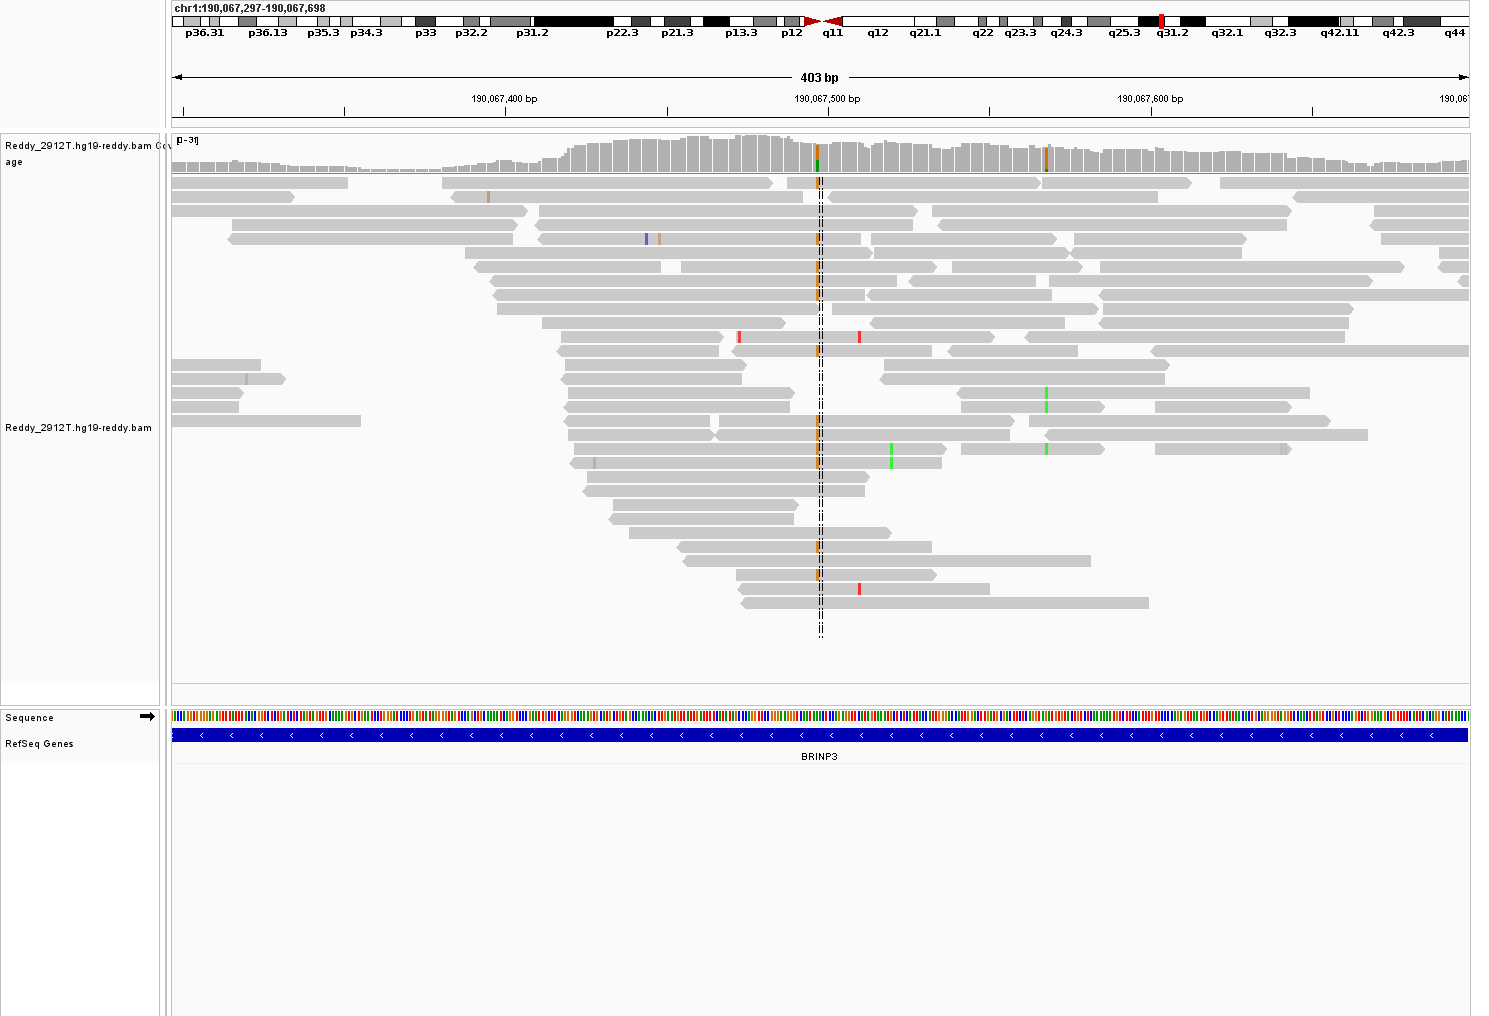 chr1:190,067,297-190,067,698
p36.31 p36.13 p35.3 p34.3 p33 p32.2 p31.2 p22.3 p21.3 p13.3 p12 q11 q12 q21.1 q22 q23.3 q24.3 q25.3 q31.2 q32.1 q32.3 q42.11 q42.3 q44
403 bp
190,067,400 bp 190,067,500 bp 190,067,600 bp 190,06
Reddy_2912T.hg19-reddy.bam Cov
age
[0-31]
Reddy_2912T.hg19-reddy.bam
Sequence
RefSeq Genes
BRINP3